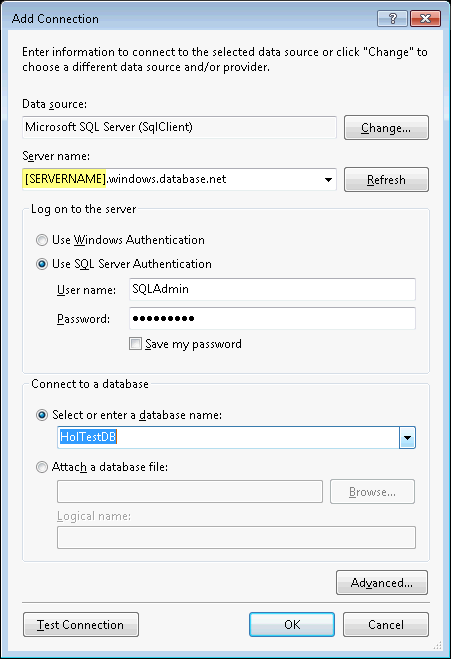 Add Connection
?
Enter information to connect to the selected data source or click "Change" to
choose a different data source and/or provider.
Data source:
Microsoft SQL Server (SqlClient)
Change...
Server name:
[SERVERNAME].windows.database.net
Refresh
Log on to the server
Use Windows Authentication
Use SQL Server Authentication
User name:
SQLAdmin
Password:
●●●●●●●●●
Save my password
Connect to a database
Select or enter a database name:
HolTestDB
Attach a database file:
Browse...
Logical name:
Advanced...
Test Connection
OK
Cancel